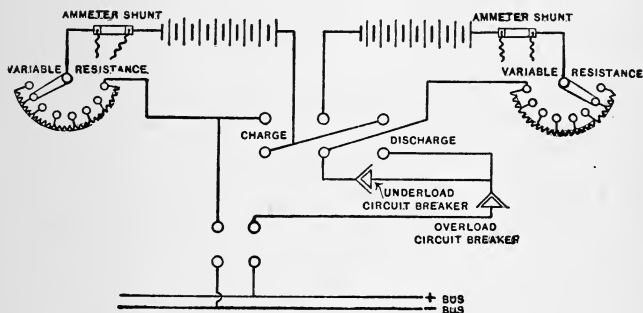 AMMETER SHUNT
AMMETER SHUNT
VARIABLE RESISTANCE
VARIABLE RESISTANCE
CHARGE
DISCHARGE
UNDERLOAD
CIRCUIT BREAKER
OVERLOAD
CIRCUIT BREAKER
+ BUS
- BUS